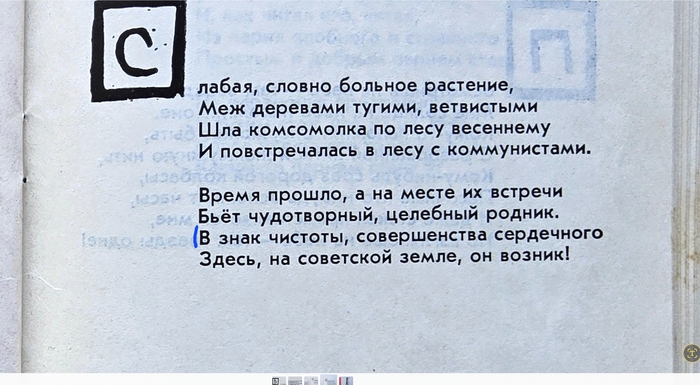 Слабая, словно больное растение,
Меж деревами тугими, ветвистыми
Шла комсомолка по лесу весеннему
И повстречалась в лесу с коммунистами.
Время прошло, а на месте их встречи
Бьёт чудотворный, целебный родник.
В знак чистоты, совершенства сердечного
Здесь, на советской земле, он возник!